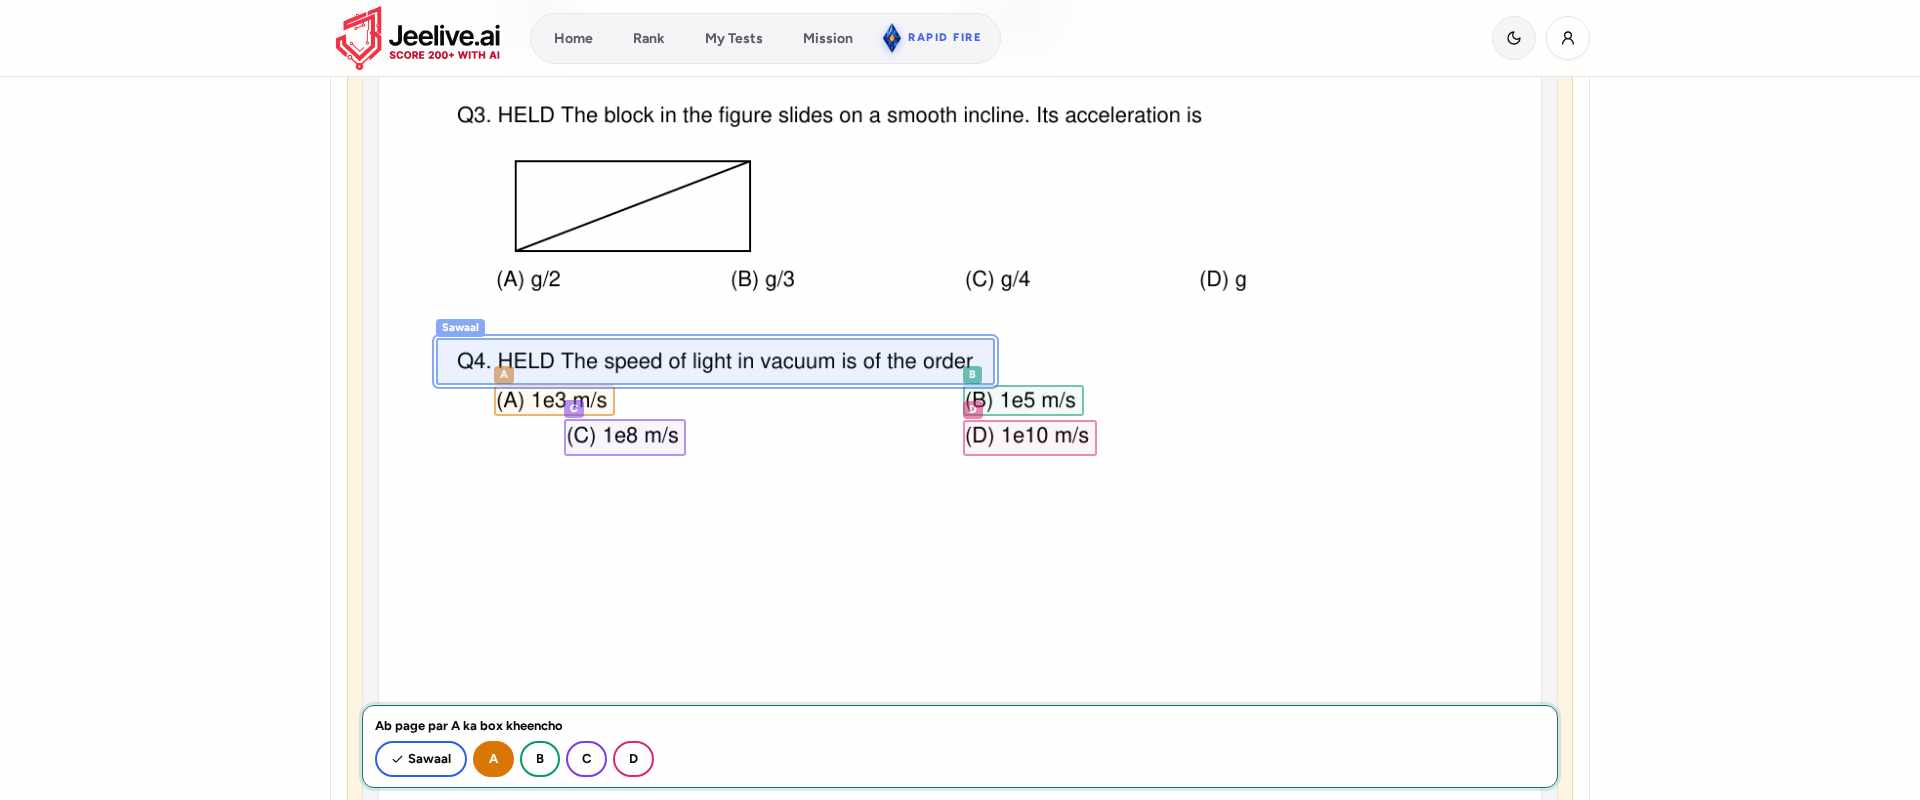 Jeelive.ai
SCORE 200+ WITH AI
Home Rank My Tests Mission RAPID FIRE
Q3. HELD The block in the figure slides on a smooth incline. Its acceleration is
(A) g/2 (B) g/3 (C) g/4 (D) g
Sawaal
Q4. HELD The speed of light in vacuum is of the order
A B
(A) 1e3 m/s (B) 1e5 m/s
C D
(C) 1e8 m/s (D) 1e10 m/s
Ab page par A ka box kheencho
Sawaal A B C D